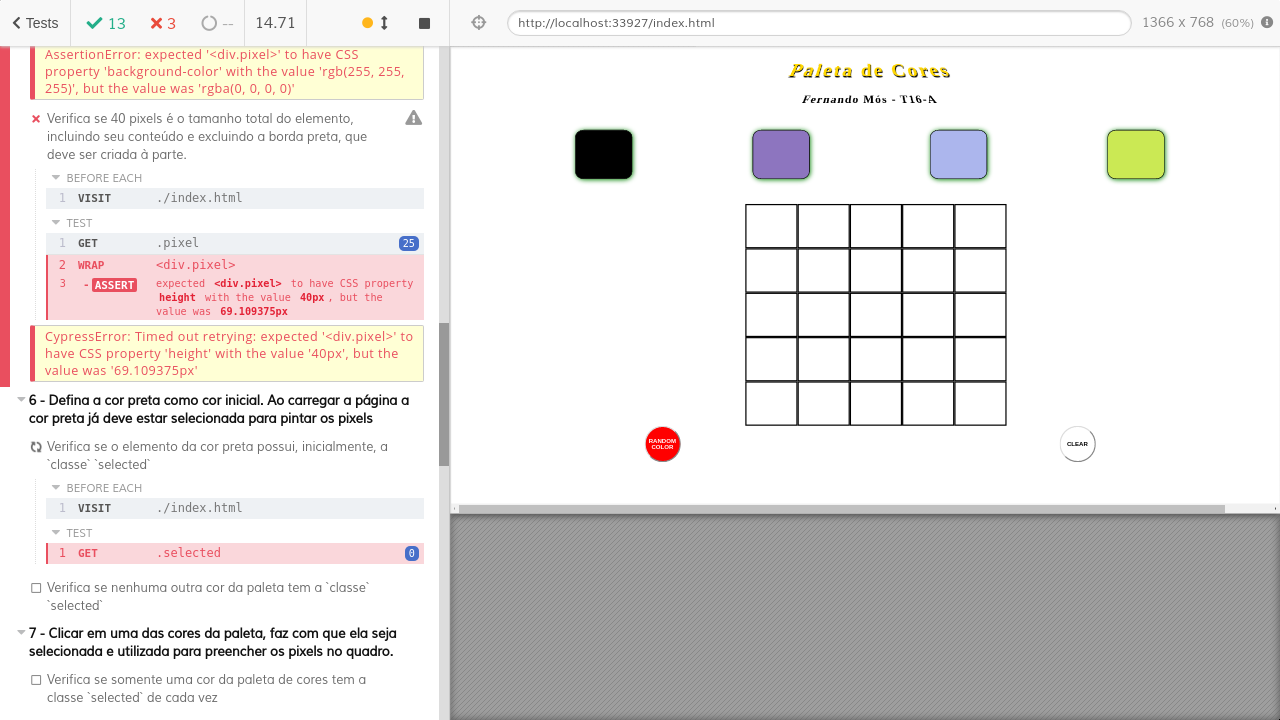 Tests
13
3
--
14.71
http://localhost:33927/index.html
1366 x 768 (60%)
AssertionError: expected '<div.pixel>' to have CSS
property 'background-color' with the value 'rgb(255, 255,
255)', but the value was 'rgba(0, 0, 0, 0)'
Verifica se 40 pixels é o tamanho total do elemento,
incluindo seu conteúdo e excluindo a borda preta, que
deve ser criada à parte.
BEFORE EACH
1 VISIT ./index.html
TEST
1 GET .pixel 25
2 WRAP <div.pixel>
3 - ASSERT expected <div.pixel> to have CSS property
height with the value 40px, but the
value was 69.109375px
CypressError: Timed out retrying: expected '<div.pixel>' to
have CSS property 'height' with the value '40px', but the
value was '69.109375px'
6 - Defina a cor preta como cor inicial. Ao carregar a página a
cor preta já deve estar selecionada para pintar os pixels
Verifica se o elemento da cor preta possui, inicialmente, a
`classe` `selected`
BEFORE EACH
1 VISIT ./index.html
TEST
1 GET .selected 0
Verifica se nenhuma outra cor da paleta tem a `classe`
`selected`
7 - Clicar em uma das cores da paleta, faz com que ela seja
selecionada e utilizada para preencher os pixels no quadro.
Verifica se somente uma cor da paleta de cores tem a
classe `selected` de cada vez
Paleta de Cores
Fernando Mós - T16-A
RANDOM
COLOR
CLEAR